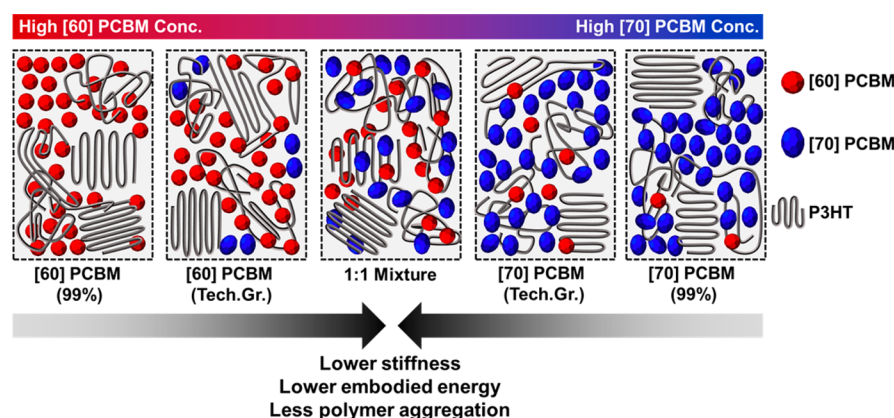 High [60] PCBM Conc.
High [70] PCBM Conc.
[60] PCBM
[70] PCBM
P3HT
[60] PCBM
(99%)
[60] PCBM
(Tech.Gr.)
1:1 Mixture
[70] PCBM
(Tech.Gr.)
[70] PCBM
(99%)
Lower stiffness
Lower embodied energy
Less polymer aggregation